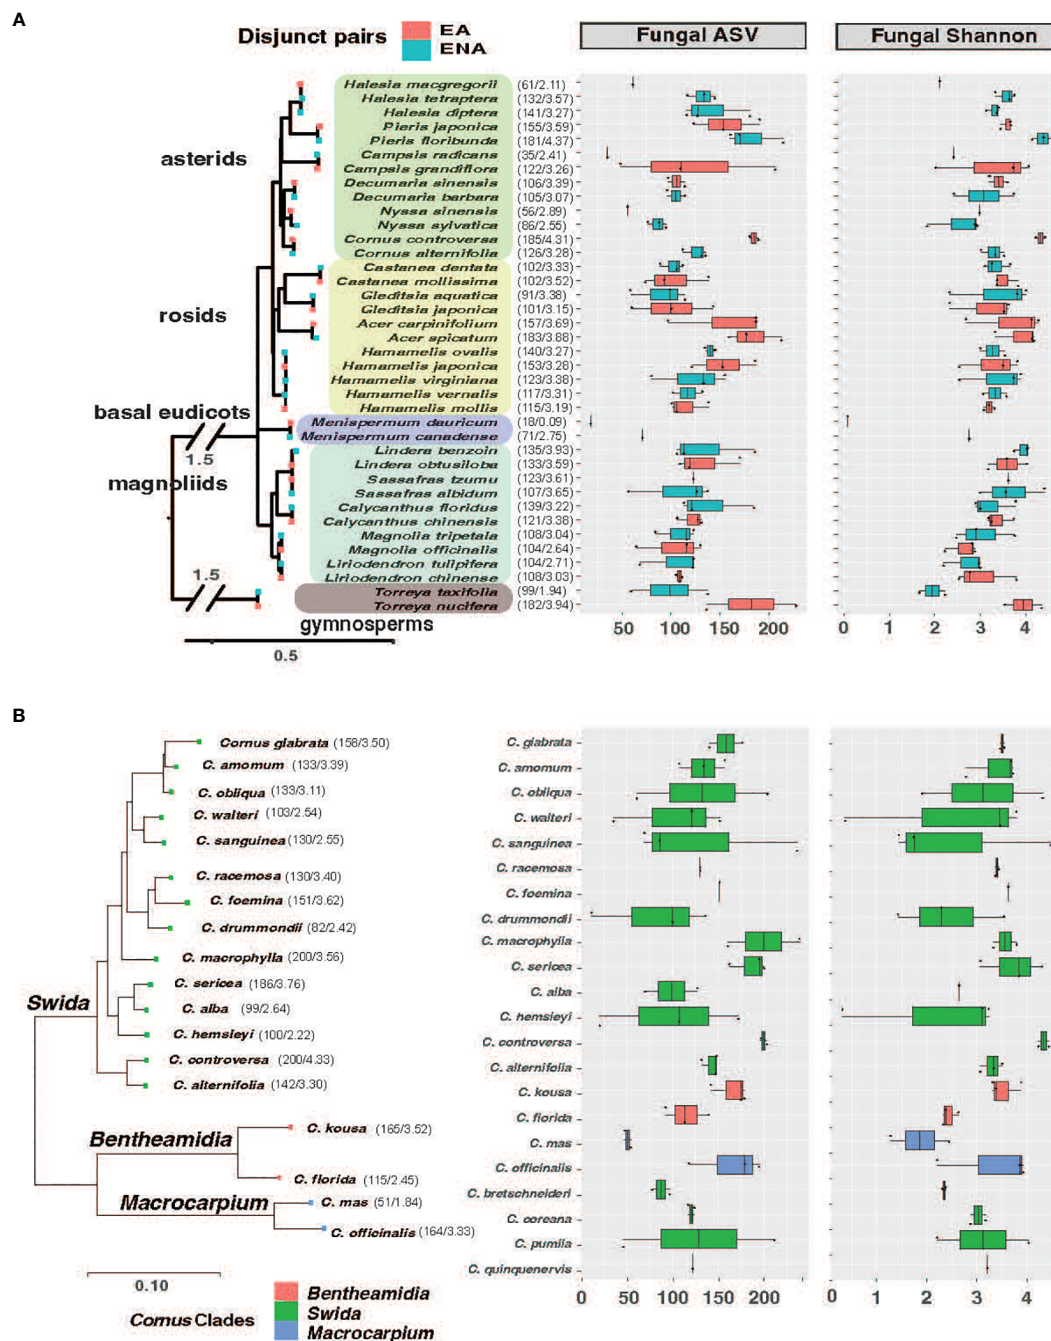 A
Disjunct pairs
EA
ENA
Fungal ASV
Fungal Shannon
asterids
rosids
basal eudicots
magnoliids
gymnosperms
1.5
1.5
0.5
Halesia macgregorii (61/2.11)
Halesia tetraptera (132/3.57)
Halesia diptera (141/3.27)
Pieris japonica (155/3.59)
Pieris floribunda (181/4.37)
Campsis radicans (35/2.41)
Campsis grandiflora (122/3.26)
Decumaria sinensis (106/3.39)
Decumaria barbara (105/3.07)
Nyssa sinensis (56/2.89)
Nyssa sylvatica (86/2.55)
Cornus controversa (185/4.31)
Cornus alternifolia (126/3.28)
Castanea dentata (102/3.33)
Castanea mollissima (102/3.52)
Gleditsia aquatica (91/3.38)
Gleditsia japonica (101/3.15)
Acer carpinifolium (157/3.69)
Acer spicatum (183/3.88)
Hamamelis ovalis (140/3.27)
Hamamelis japonica (153/3.28)
Hamamelis virginiana (123/3.38)
Hamamelis vernalis (117/3.31)
Hamamelis mollis (115/3.19)
Menispermum dauricum (18/0.09)
Menispermum canadense (71/2.75)
Lindera benzoin (135/3.93)
Lindera obtusiloba (133/3.59)
Sassafras tzumu (123/3.61)
Sassafras albidum (107/3.65)
Calycanthus floridus (139/3.22)
Calycanthus chinensis (121/3.38)
Magnolia tripetala (108/3.04)
Magnolia officinalis (104/2.64)
Liriodendron tulipifera (104/2.71)
Liriodendron chinense (108/3.03)
Torreya taxifolia (99/1.94)
Torreya nucifera (182/3.94)
50 100 150 200
0 1 2 3 4
B
Cornus glabrata (158/3.50)
C. amomum (133/3.39)
C. obliqua (133/3.11)
C. walteri (103/2.54)
C. sanguinea (130/2.55)
C. racemosa (130/3.40)
C. foemina (151/3.62)
C. drummondii (82/2.42)
C. macrophylla (200/3.56)
C. sericea (186/3.76)
C. alba (99/2.64)
C. hemsleyi (100/2.22)
C. controversa (200/4.33)
C. alternifolia (142/3.30)
C. kousa (165/3.52)
C. florida (115/2.45)
C. mas (51/1.84)
C. officinalis (164/3.33)
Swida
Bentheamidia
Macrocarpium
0.10
C. glabrata
C. amomum
C. obliqua
C. walteri
C. sanguinea
C. racemosa
C. foemina
C. drummondii
C. macrophylla
C. sericea
C. alba
C. hemsleyi
C. controversa
C. alternifolia
C. kousa
C. florida
C. mas
C. officinalis
C. bretschneideri
C. coreana
C. pumila
C. quinquenervis
0 50 100 150 200
0 1 2 3 4
Cornus Clades
Bentheamidia
Swida
Macrocarpium